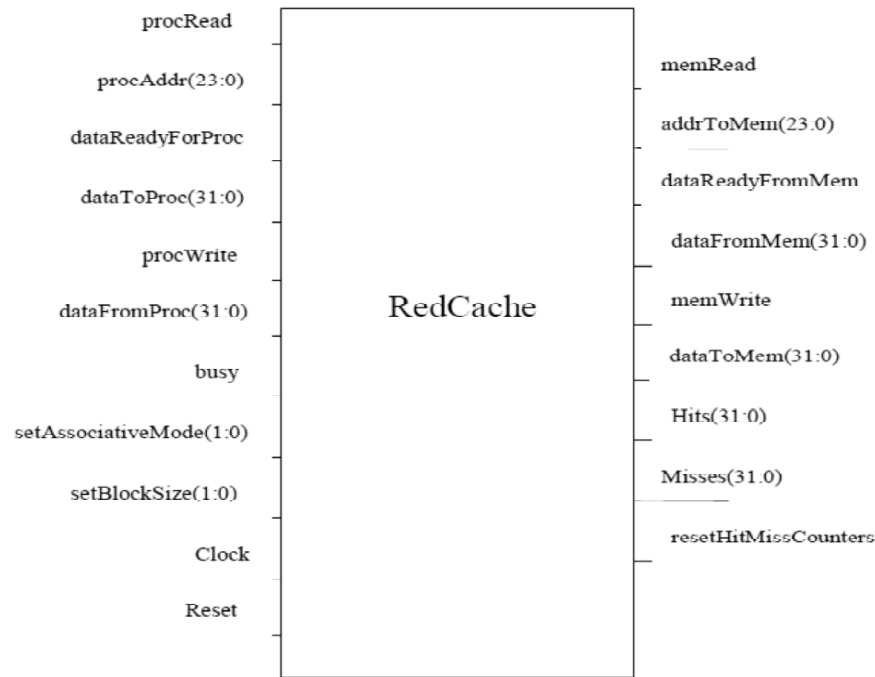 procRead
procAddr(23:0)
dataReadyForProc
dataToProc(31:0)
procWrite
dataFromProc(31:0)
busy
setAssociativeMode(1:0)
setBlockSize(1:0)
Clock
Reset
RedCache
memRead
addrToMem(23:0)
dataReadyFromMem
dataFromMem(31:0)
memWrite
dataToMem(31:0)
Hits(31:0)
Misses(31:0)
resetHitMissCounters